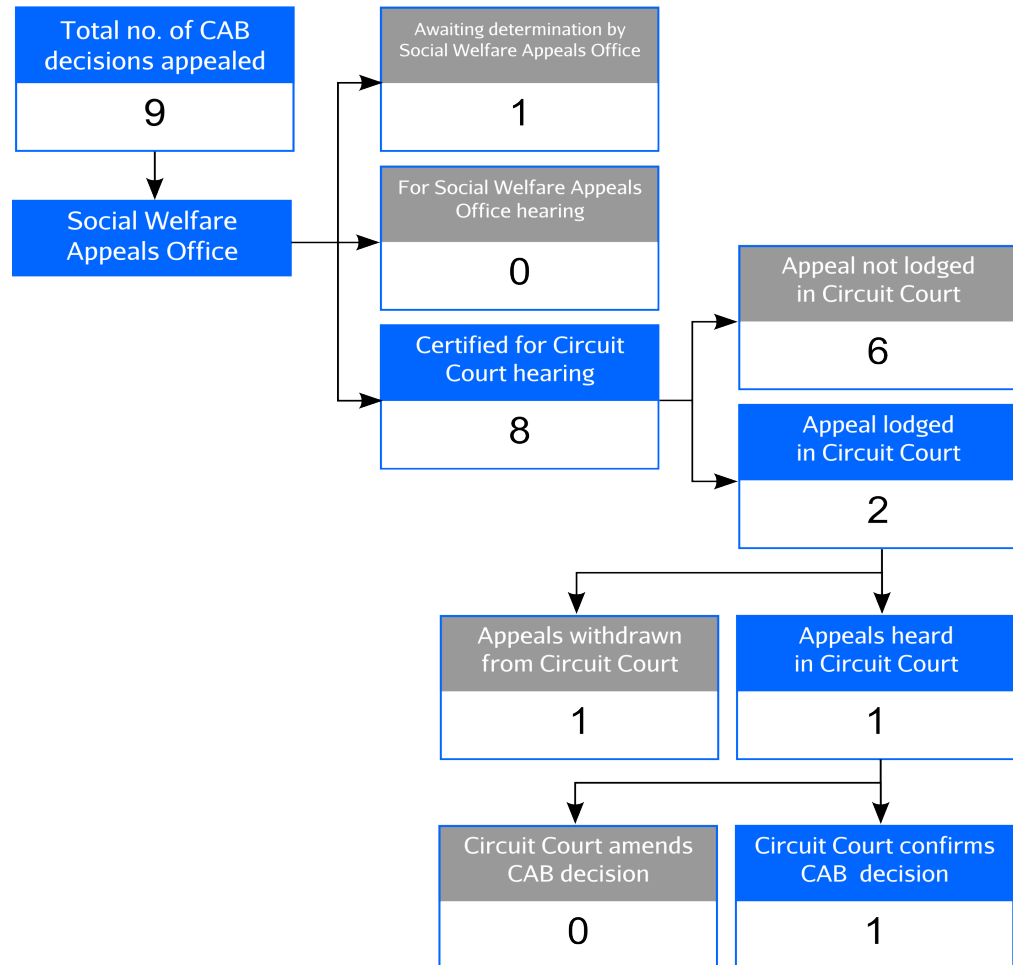 Total no. of CAB
decisions appealed
9
Social Welfare
Appeals Office
Awaiting determination by
Social Welfare Appeals Office
1
For Social Welfare Appeals
Office hearing
0
Certified for Circuit
Court hearing
8
Appeal not lodged
in Circuit Court
6
Appeal lodged
in Circuit Court
2
Appeals withdrawn
from Circuit Court
1
Appeals heard
in Circuit Court
1
Circuit Court amends
CAB decision
0
Circuit Court confirms
CAB  decision
1